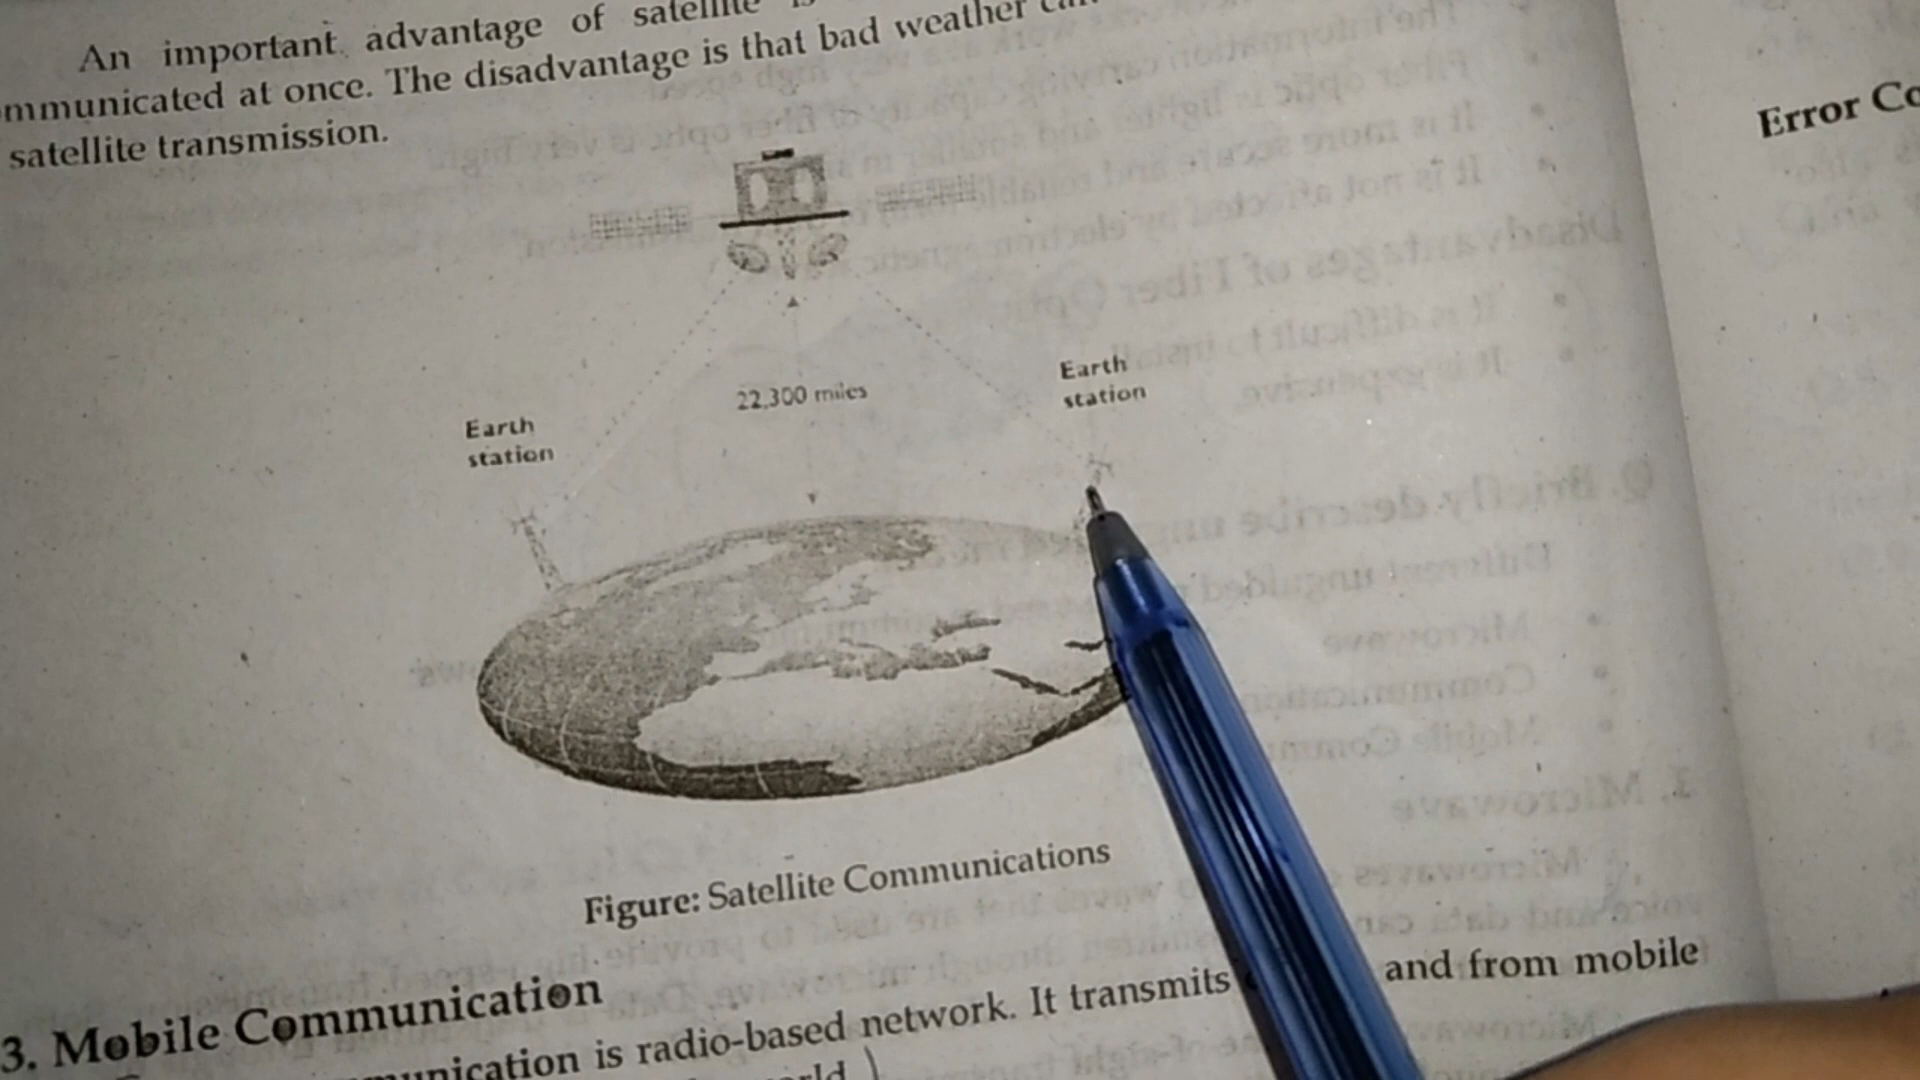 An important advantage of satellite
mmunicated at once. The disadvantage is that bad weather
satellite transmission.
Error Co
Earth
station
22,300 miles
Earth
station
Figure: Satellite Communications
3. Mobile Communication
munication is radio-based network. It transmits and from mobile
rld.)